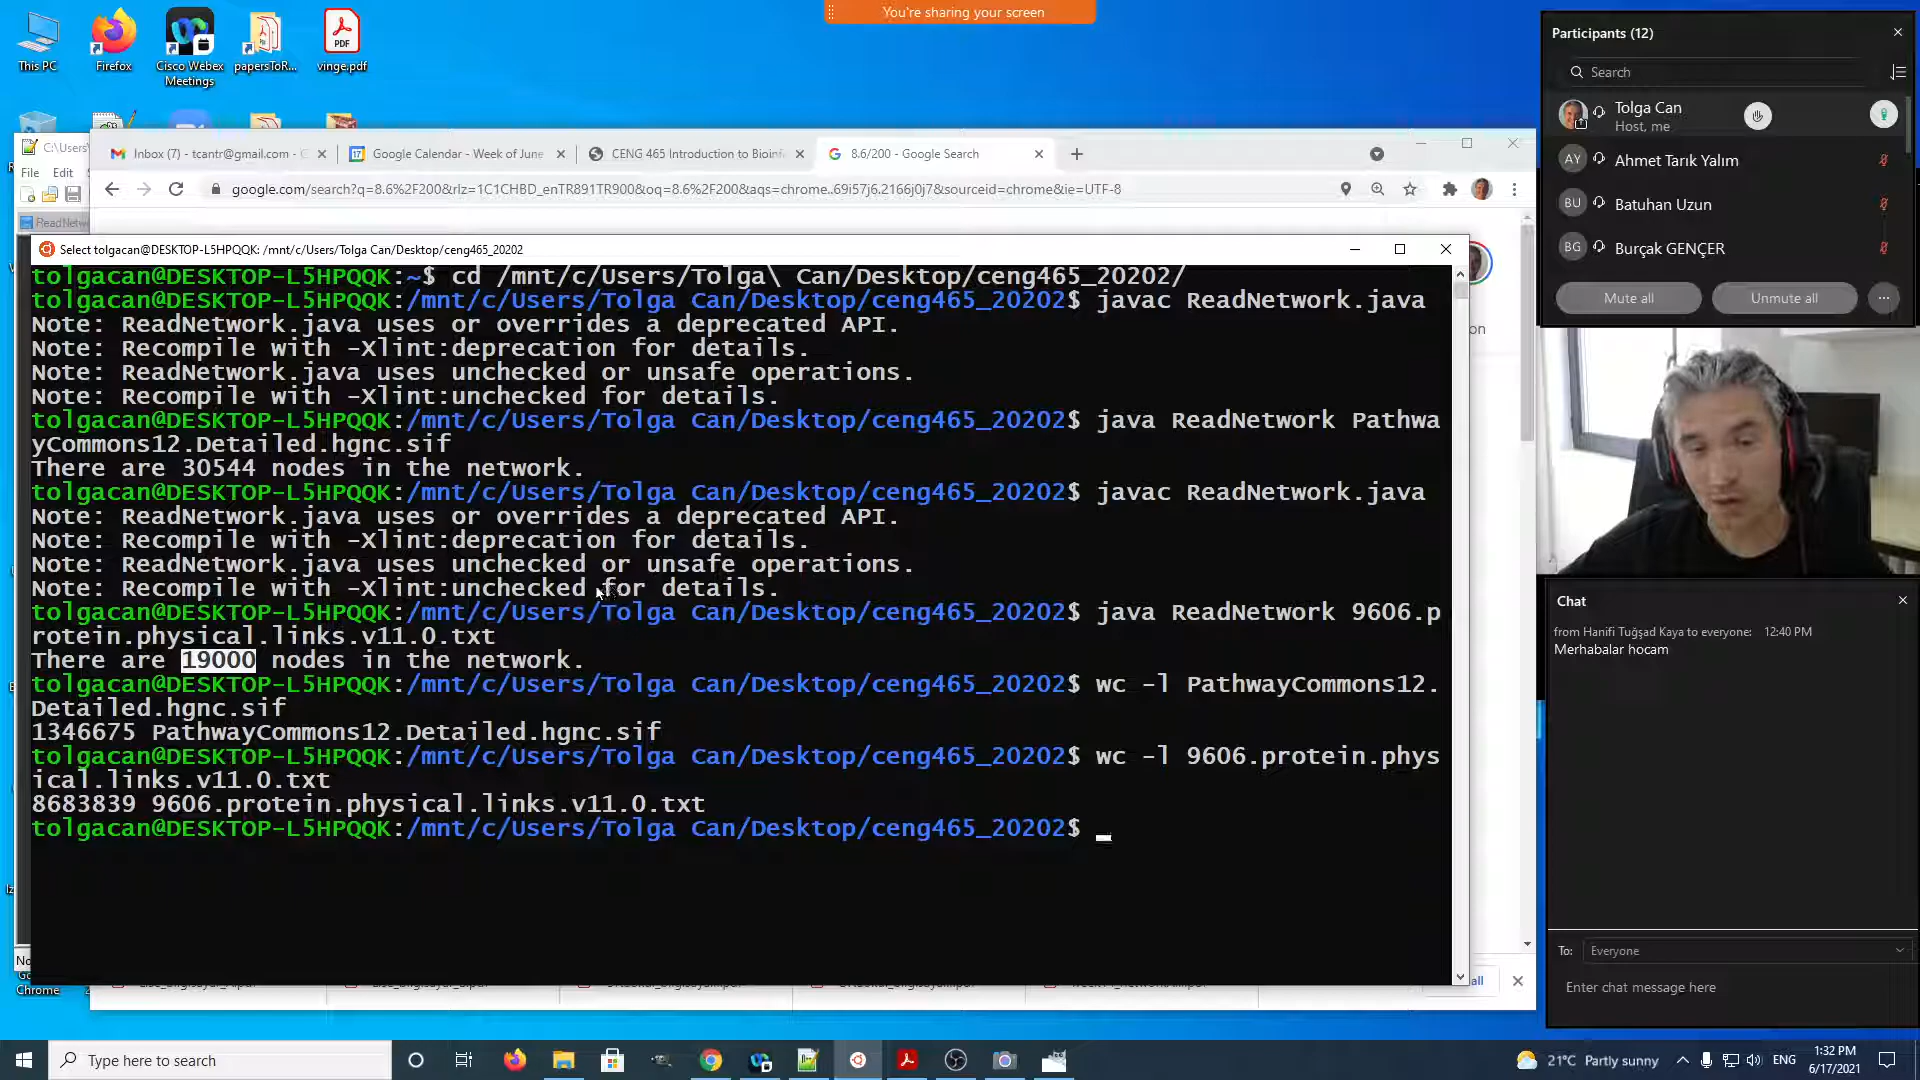 You're sharing your screen
This PC
Firefox
Cisco Webex
Meetings
papersToR...
vinge.pdf
PDF
C:\Users\
File Edit
ReadNetw
Inbox (7) - tcantr@gmail.com -
Google Calendar - Week of June
CENG 465 Introduction to Bioinf
8.6/200 - Google Search
google.com/search?q=8.6%2F200&rlz=1C1CHBD_enTR891TR900&oq=8.6%2F200&aqs=chrome..69i57j6.2166j0j7&sourceid=chrome&ie=UTF-8
Select tolgacan@DESKTOP-L5HPQQK: /mnt/c/Users/Tolga Can/Desktop/ceng465_20202
tolgacan@DESKTOP-L5HPQQK:~$ cd /mnt/c/Users/Tolga\ Can/Desktop/ceng465_20202/
tolgacan@DESKTOP-L5HPQQK:/mnt/c/Users/Tolga Can/Desktop/ceng465_20202$ javac ReadNetwork.java
Note: ReadNetwork.java uses or overrides a deprecated API.
Note: Recompile with -Xlint:deprecation for details.
Note: ReadNetwork.java uses unchecked or unsafe operations.
Note: Recompile with -Xlint:unchecked for details.
tolgacan@DESKTOP-L5HPQQK:/mnt/c/Users/Tolga Can/Desktop/ceng465_20202$ java ReadNetwork Pathwa
yCommons12.Detailed.hgnc.sif
There are 30544 nodes in the network.
tolgacan@DESKTOP-L5HPQQK:/mnt/c/Users/Tolga Can/Desktop/ceng465_20202$ javac ReadNetwork.java
Note: ReadNetwork.java uses or overrides a deprecated API.
Note: Recompile with -Xlint:deprecation for details.
Note: ReadNetwork.java uses unchecked or unsafe operations.
Note: Recompile with -Xlint:unchecked for details.
tolgacan@DESKTOP-L5HPQQK:/mnt/c/Users/Tolga Can/Desktop/ceng465_20202$ java ReadNetwork 9606.p
rotein.physical.links.v11.0.txt
There are 19000 nodes in the network.
tolgacan@DESKTOP-L5HPQQK:/mnt/c/Users/Tolga Can/Desktop/ceng465_20202$ wc -l PathwayCommons12.
Detailed.hgnc.sif
1346675 PathwayCommons12.Detailed.hgnc.sif
tolgacan@DESKTOP-L5HPQQK:/mnt/c/Users/Tolga Can/Desktop/ceng465_20202$ wc -l 9606.protein.phys
ical.links.v11.0.txt
8683839 9606.protein.physical.links.v11.0.txt
tolgacan@DESKTOP-L5HPQQK:/mnt/c/Users/Tolga Can/Desktop/ceng465_20202$
Chrome
Participants (12)
Search
Tolga Can
Host, me
AY Ahmet Tarık Yalım
BU Batuhan Uzun
BG Burçak GENÇER
Mute all
Unmute all
Chat
from Hanifi Tuğşad Kaya to everyone: 12:40 PM
Merhabalar hocam
To: Everyone
Enter chat message here
Type here to search
21°C Partly sunny
ENG
1:32 PM
6/17/2021